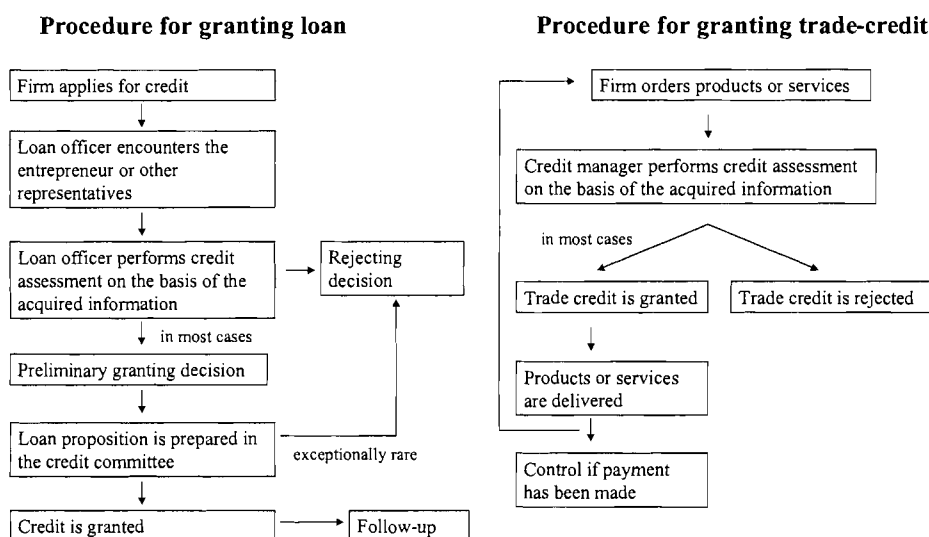 Procedure for granting loan
Firm applies for credit
Loan officer encounters the
entrepreneur or other
representatives
Loan officer performs credit
assessment on the basis of the
acquired information
Rejecting
decision
in most cases
Preliminary granting decision
Loan proposition is prepared in
the credit committee
exceptionally rare
Credit is granted
Follow-up
Procedure for granting trade-credit
Firm orders products or services
Credit manager performs credit assessment
on the basis of the acquired information
in most cases
Trade credit is granted
Trade credit is rejected
Products or services
are delivered
Control if payment
has been made